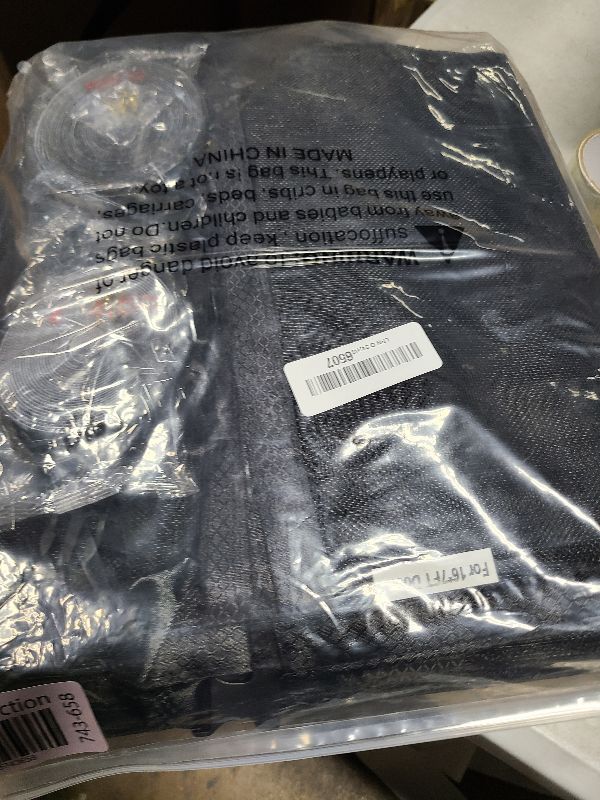 WARNING:to avoid danger of
suffocation , keep plastic bags
away from babies and children.Do not
use this bag in cribs, beds, carriages,
or playpens. This bag is not a toy.
MADE IN CHINA
6507
For 16*7FT
ction
743-658